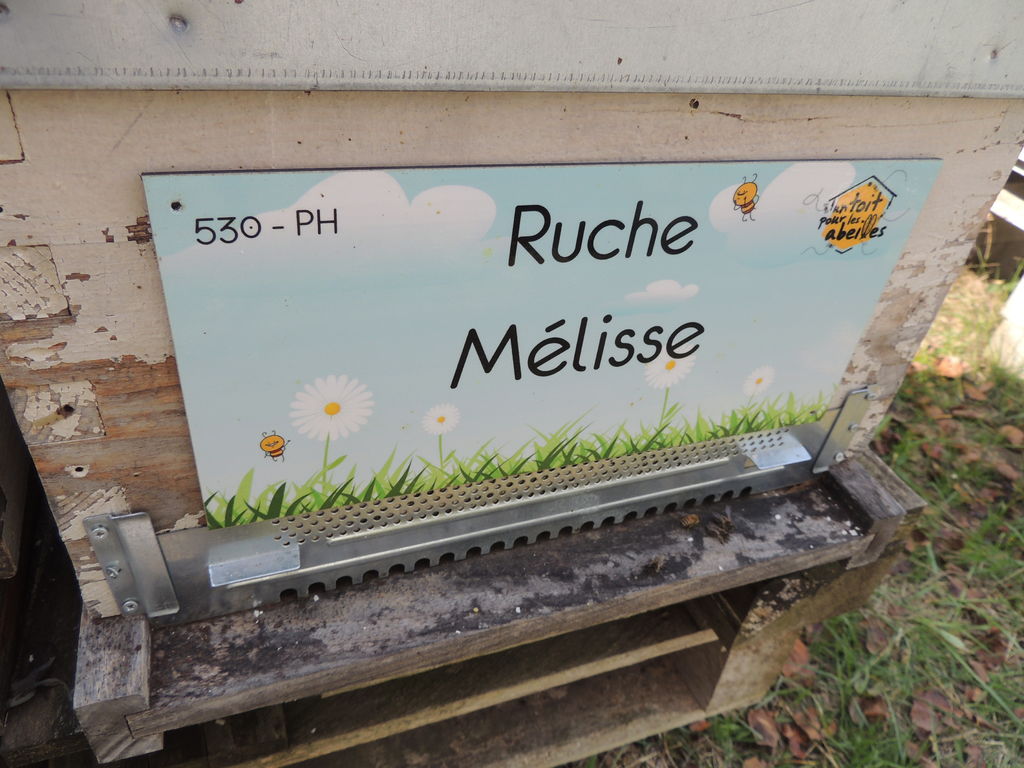 530 - PH
Ruche
Mélisse
Un toit
pour les
abeilles